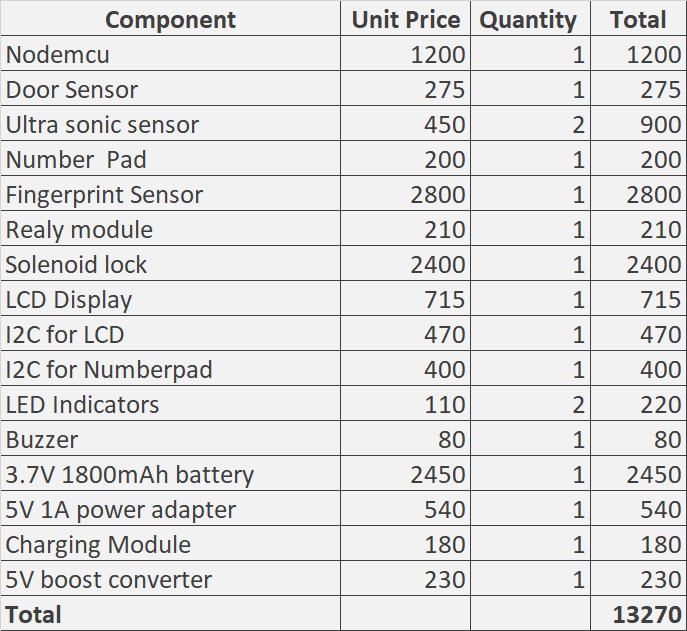 Component Unit Price Quantity Total
Nodemcu 1200 1 1200
Door Sensor 275 1 275
Ultra sonic sensor 450 2 900
Number  Pad 200 1 200
Fingerprint Sensor 2800 1 2800
Realy module 210 1 210
Solenoid lock 2400 1 2400
LCD Display 715 1 715
I2C for LCD 470 1 470
I2C for Numberpad 400 1 400
LED Indicators 110 2 220
Buzzer 80 1 80
3.7V 1800mAh battery 2450 1 2450
5V 1A power adapter 540 1 540
Charging Module 180 1 180
5V boost converter 230 1 230
Total 13270